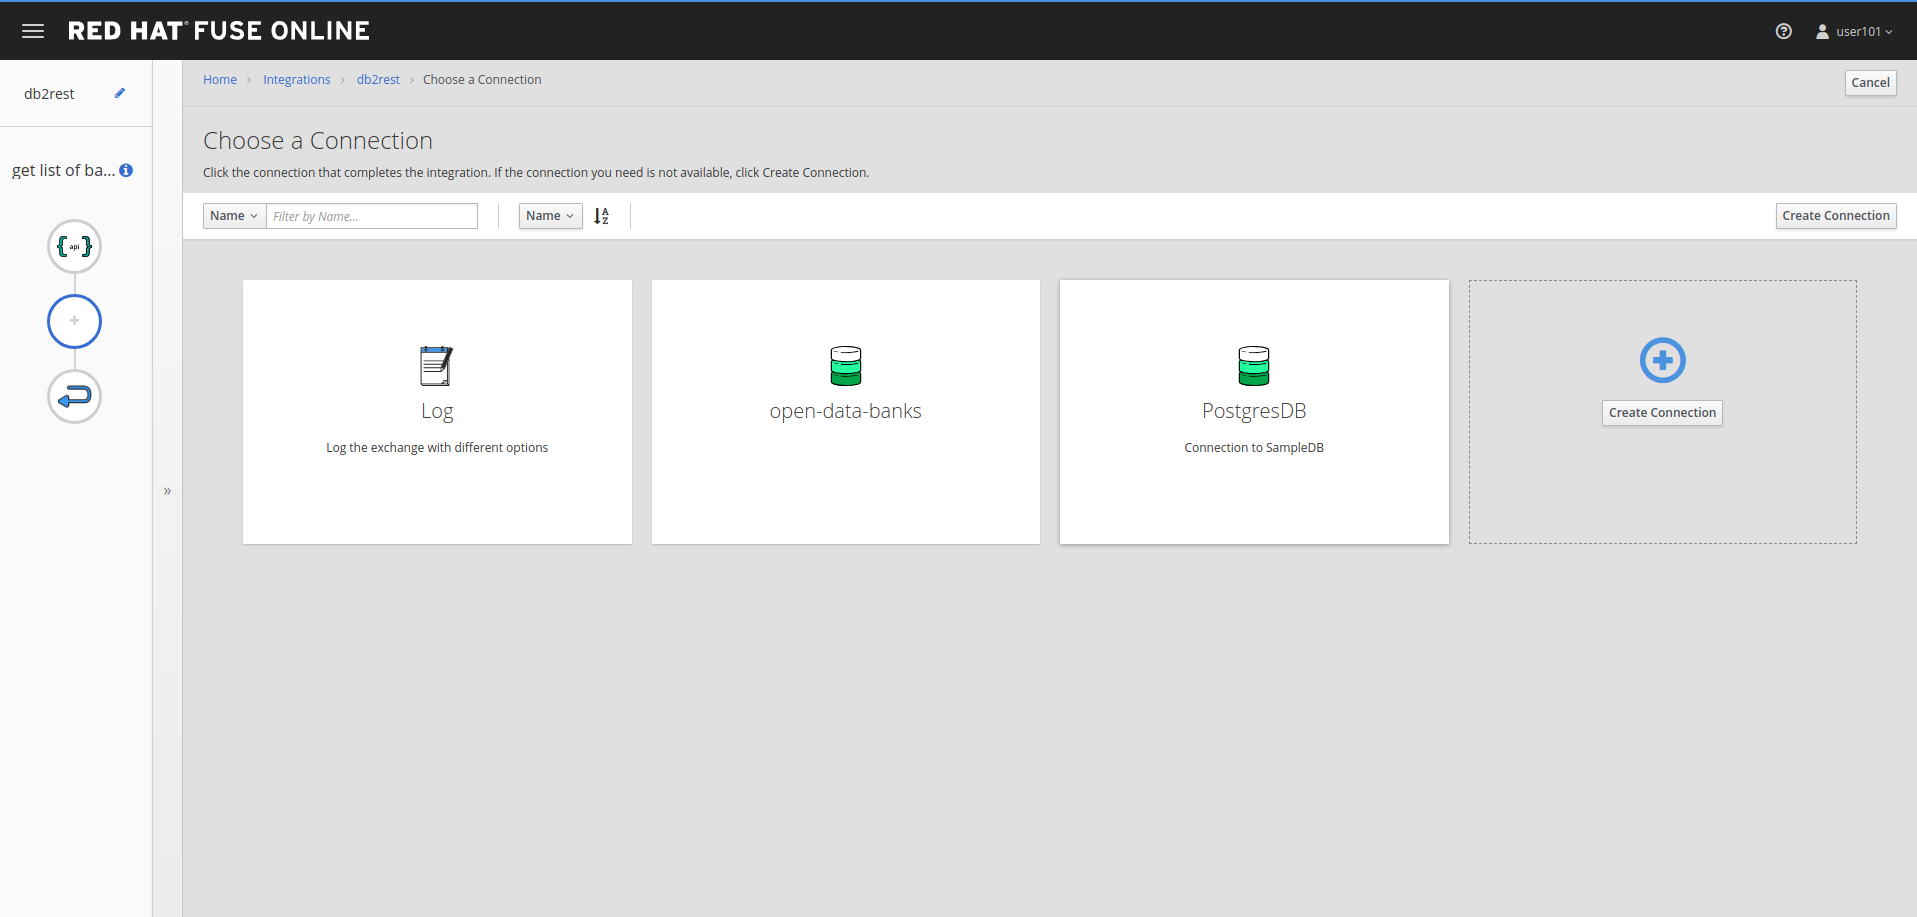 RED HAT® FUSE ONLINE
user101
db2rest
Home > Integrations > db2rest > Choose a Connection
Cancel
Choose a Connection
Click the connection that completes the integration. If the connection you need is not available, click Create Connection.
get list of ba...
Name
Filter by Name...
Name
A
Z
Create Connection
{ api }
Log
Log the exchange with different options
open-data-banks
PostgresDB
Connection to SampleDB
Create Connection
»